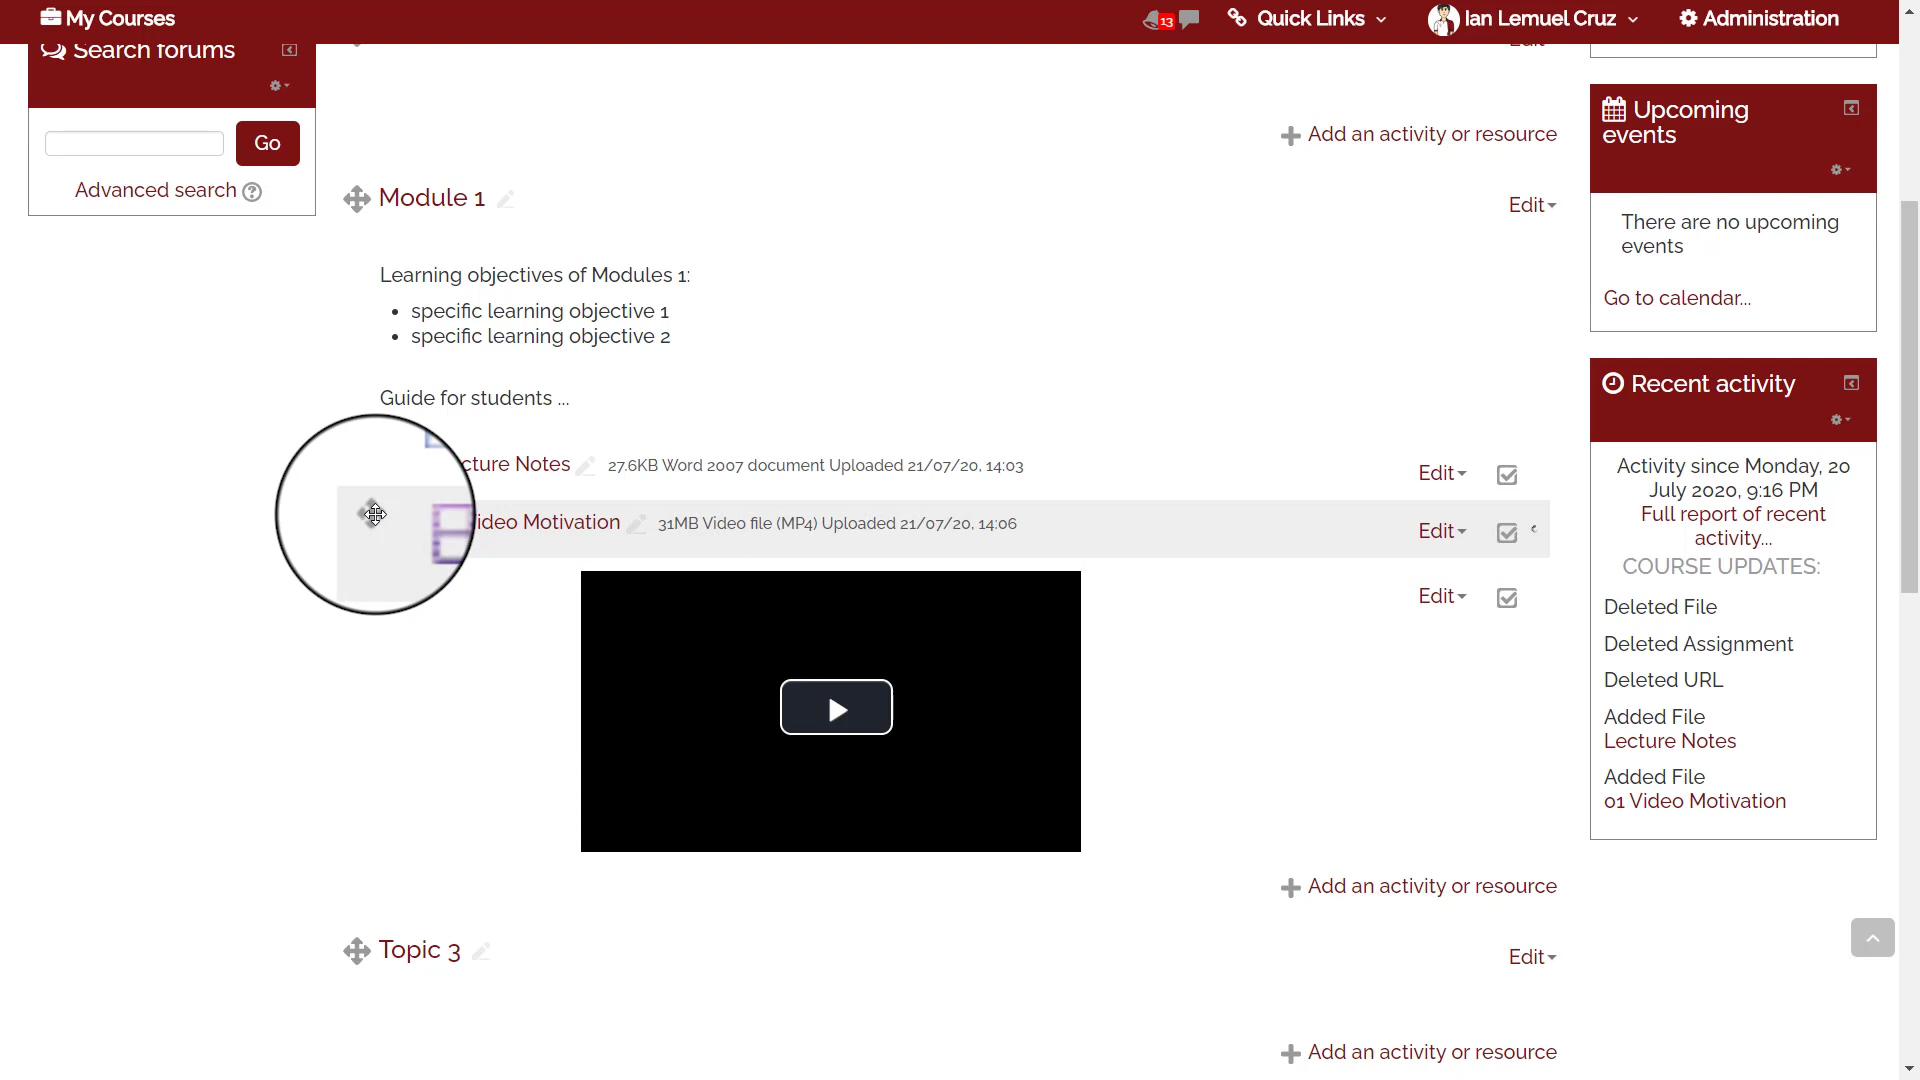 My Courses
13
Quick Links
Ian Lemuel Cruz
Administration
Search forums
Go
Advanced search
Add an activity or resource
Module 1
Edit
Learning objectives of Modules 1:
specific learning objective 1
specific learning objective 2
Guide for students ...
cture Notes 27.6KB Word 2007 document Uploaded 21/07/20, 14:03
Edit
ideo Motivation 31MB Video file (MP4) Uploaded 21/07/20, 14:06
Edit
Edit
Add an activity or resource
Topic 3
Edit
Add an activity or resource
Upcoming
events
There are no upcoming
events
Go to calendar...
Recent activity
Activity since Monday, 20
July 2020, 9:16 PM
Full report of recent
activity...
COURSE UPDATES:
Deleted File
Deleted Assignment
Deleted URL
Added File
Lecture Notes
Added File
01 Video Motivation